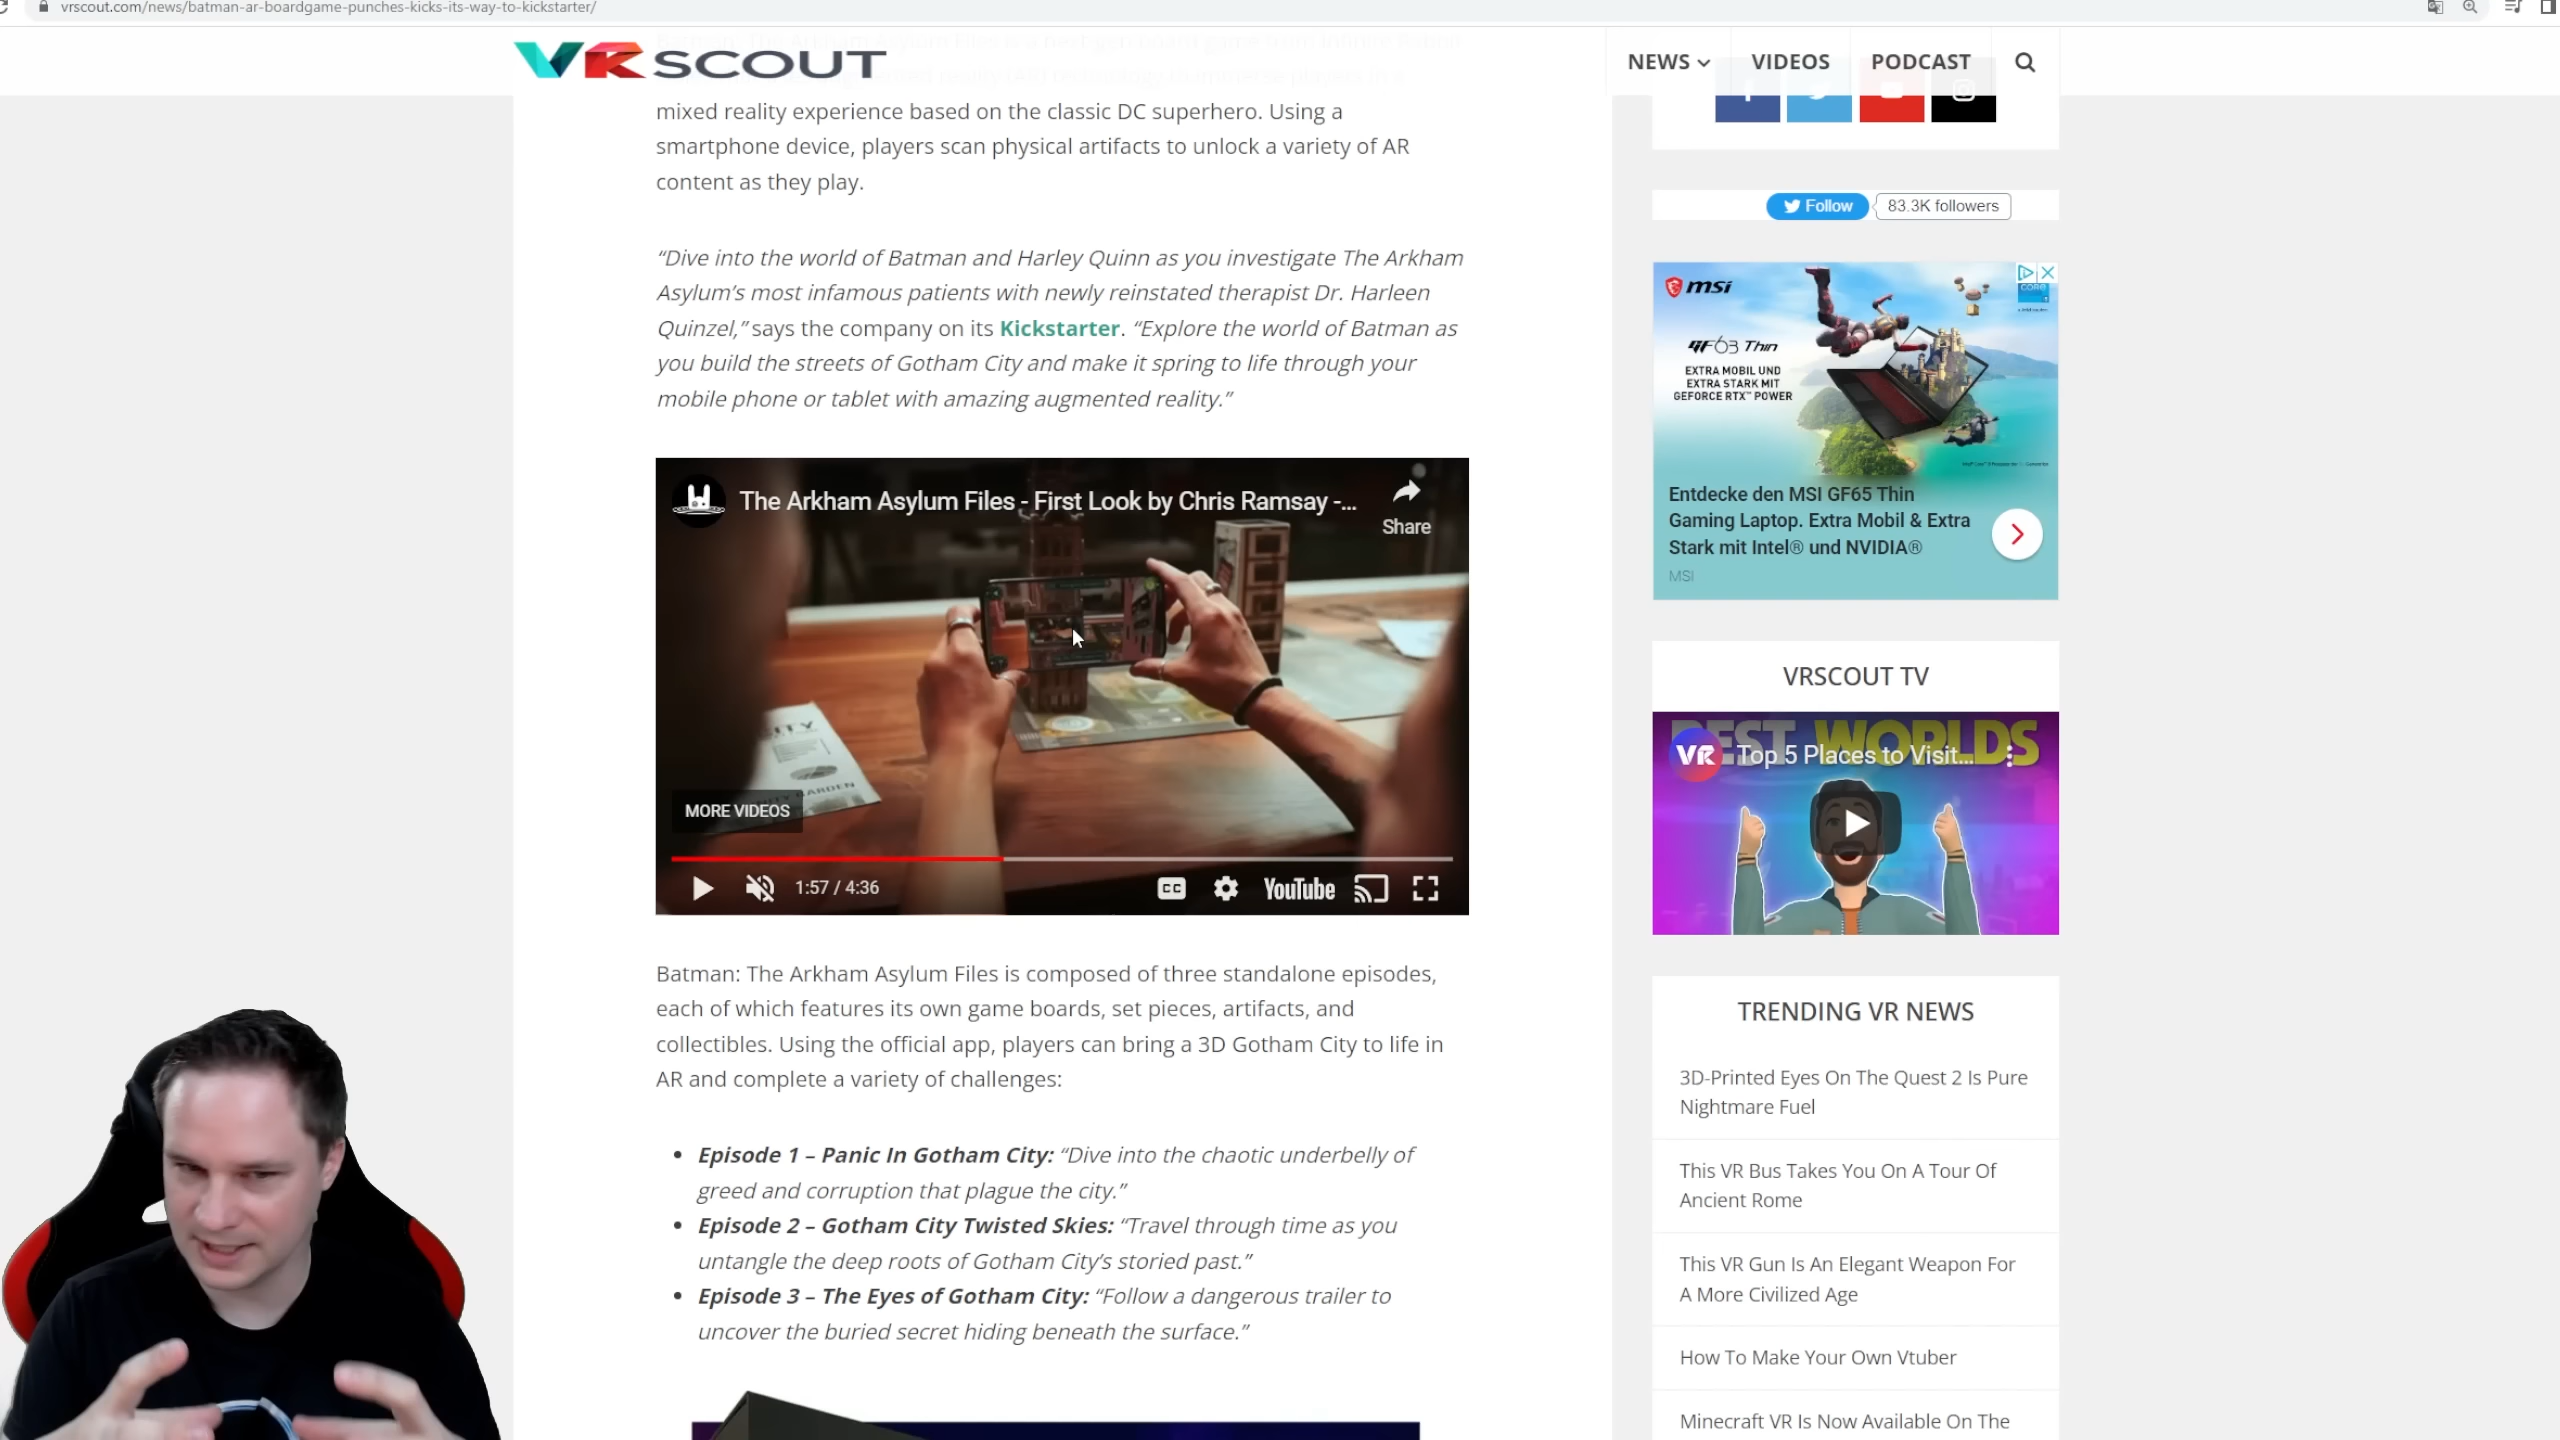 vrscout.com/news/batman-ar-boardgame-punches-kicks-its-way-to-kickstarter/
VRSCOUT
NEWS
VIDEOS
PODCAST
mixed reality experience based on the classic DC superhero. Using a
smartphone device, players scan physical artifacts to unlock a variety of AR
content as they play.
“Dive into the world of Batman and Harley Quinn as you investigate The Arkham
Asylum’s most infamous patients with newly reinstated therapist Dr. Harleen
Quinzel,” says the company on its Kickstarter. “Explore the world of Batman as
you build the streets of Gotham City and make it spring to life through your
mobile phone or tablet with amazing augmented reality.”
The Arkham Asylum Files - First Look by Chris Ramsay -...
Share
GARDEN
MORE VIDEOS
1:57 / 4:36
CC
YouTube
Batman: The Arkham Asylum Files is composed of three standalone episodes,
each of which features its own game boards, set pieces, artifacts, and
collectibles. Using the official app, players can bring a 3D Gotham City to life in
AR and complete a variety of challenges:
• Episode 1 – Panic In Gotham City: “Dive into the chaotic underbelly of
greed and corruption that plague the city.”
• Episode 2 – Gotham City Twisted Skies: “Travel through time as you
untangle the deep roots of Gotham City’s storied past.”
• Episode 3 – The Eyes of Gotham City: “Follow a dangerous trailer to
uncover the buried secret hiding beneath the surface.”
Follow
83.3K followers
msi
CORE
GF63 Thin
EXTRA MOBIL UND
EXTRA STARK MIT
GEFORCE RTX™ POWER
Entdecke den MSI GF65 Thin
Gaming Laptop. Extra Mobil & Extra
Stark mit Intel® und NVIDIA®
MSI
VRSCOUT TV
BEST WORLDS
VR
Top 5 Places to Visit...
TRENDING VR NEWS
3D-Printed Eyes On The Quest 2 Is Pure
Nightmare Fuel
This VR Bus Takes You On A Tour Of
Ancient Rome
This VR Gun Is An Elegant Weapon For
A More Civilized Age
How To Make Your Own Vtuber
Minecraft VR Is Now Available On The